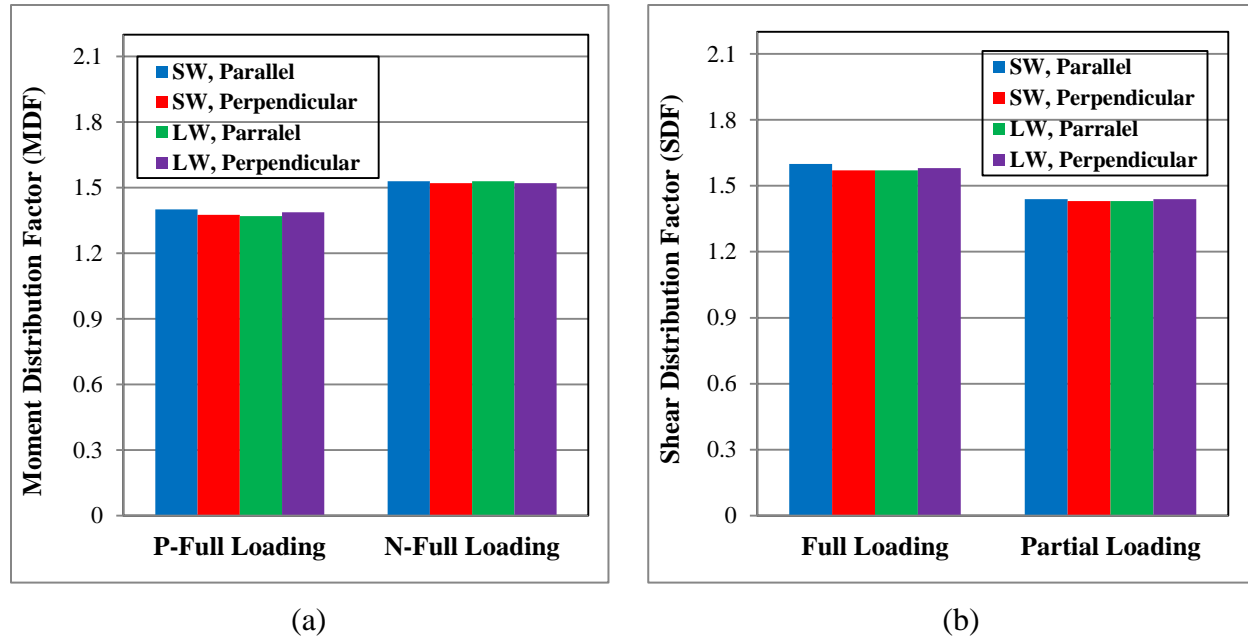 Moment Distribution Factor (MDF)
2.1
1.8
1.5
1.2
0.9
0.6
0.3
0
SW, Parallel
SW, Perpendicular
LW, Parralel
LW, Perpendicular
P-Full Loading
N-Full Loading
(a)
Shear Distribution Factor (SDF)
2.1
1.8
1.5
1.2
0.9
0.6
0.3
0
SW, Parallel
SW, Perpendicular
LW, Parralel
LW, Perpendicular
Full Loading
Partial Loading
(b)